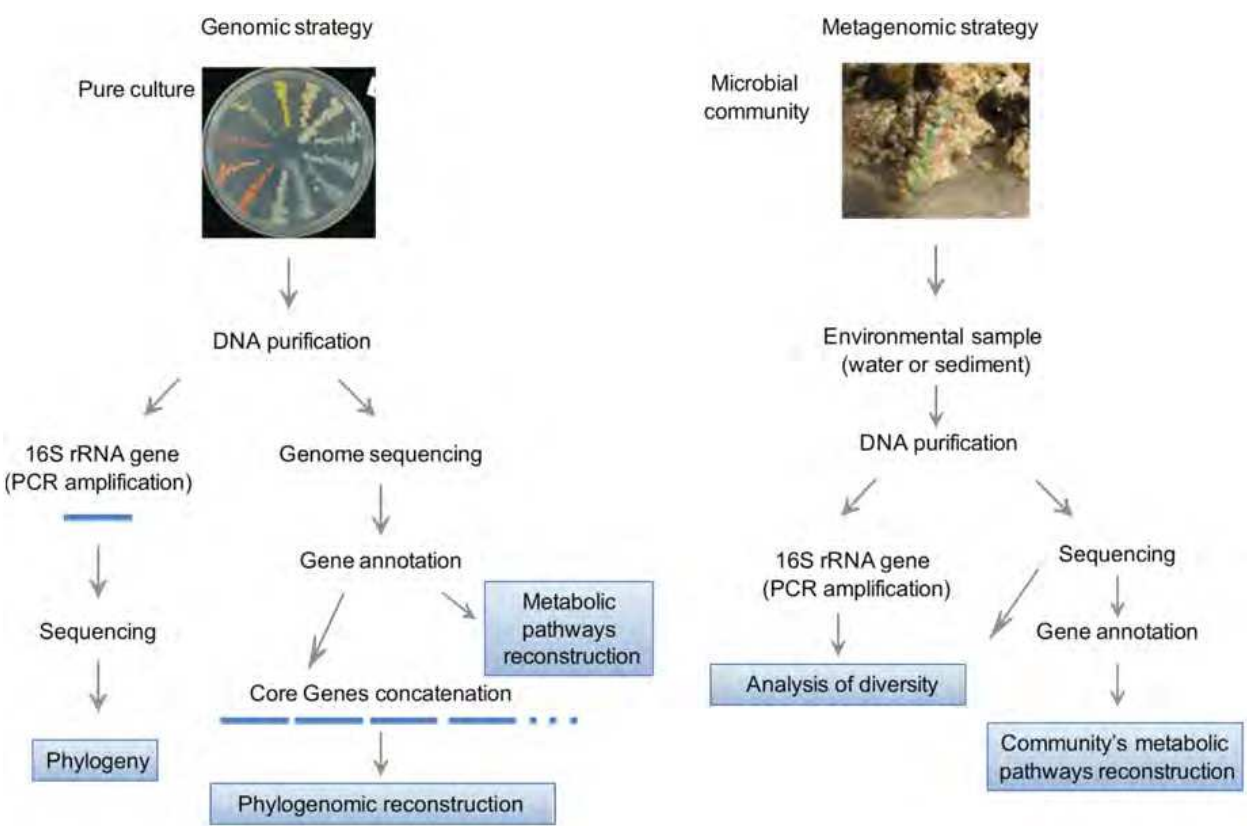 Genomic strategy
Pure culture
DNA purification
16S rRNA gene
(PCR amplification)
Sequencing
Phylogeny
Genome sequencing
Gene annotation
Metabolic
pathways
reconstruction
Core Genes concatenation
Phylogenomic reconstruction
Metagenomic strategy
Microbial
community
Environmental sample
(water or sediment)
DNA purification
16S rRNA gene
(PCR amplification)
Analysis of diversity
Sequencing
Gene annotation
Community's metabolic
pathways reconstruction